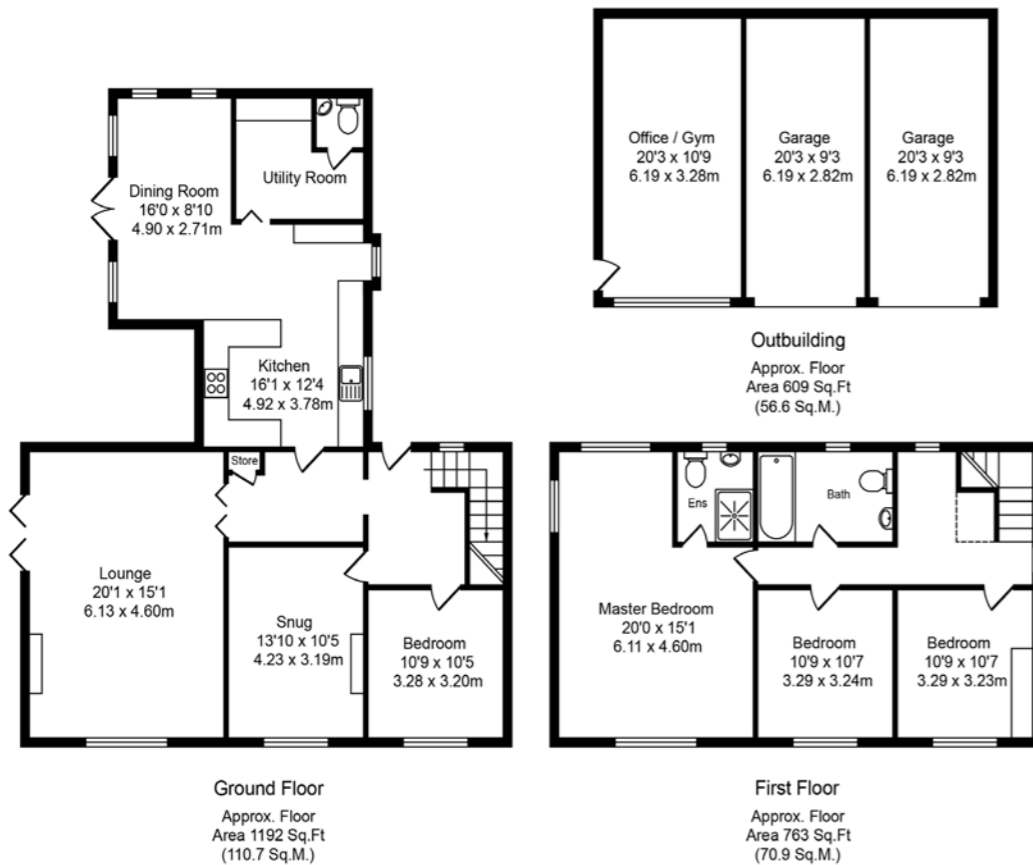 Dining Room
16'0 x 8'10
4.90 x 2.71m
Utility Room
Kitchen
16'1 x 12'4
4.92 x 3.78m
Store
Lounge
20'1 x 15'1
6.13 x 4.60m
Snug
13'10 x 10'5
4.23 x 3.19m
Bedroom
10'9 x 10'5
3.28 x 3.20m
Ground Floor
Approx. Floor
Area 1192 Sq.Ft
(110.7 Sq.M.)
Office / Gym
20'3 x 10'9
6.19 x 3.28m
Garage
20'3 x 9'3
6.19 x 2.82m
Garage
20'3 x 9'3
6.19 x 2.82m
Outbuilding
Approx. Floor
Area 609 Sq.Ft
(56.6 Sq.M.)
Ens
Bath
Master Bedroom
20'0 x 15'1
6.11 x 4.60m
Bedroom
10'9 x 10'7
3.29 x 3.24m
Bedroom
10'9 x 10'7
3.29 x 3.23m
First Floor
Approx. Floor
Area 763 Sq.Ft
(70.9 Sq.M.)